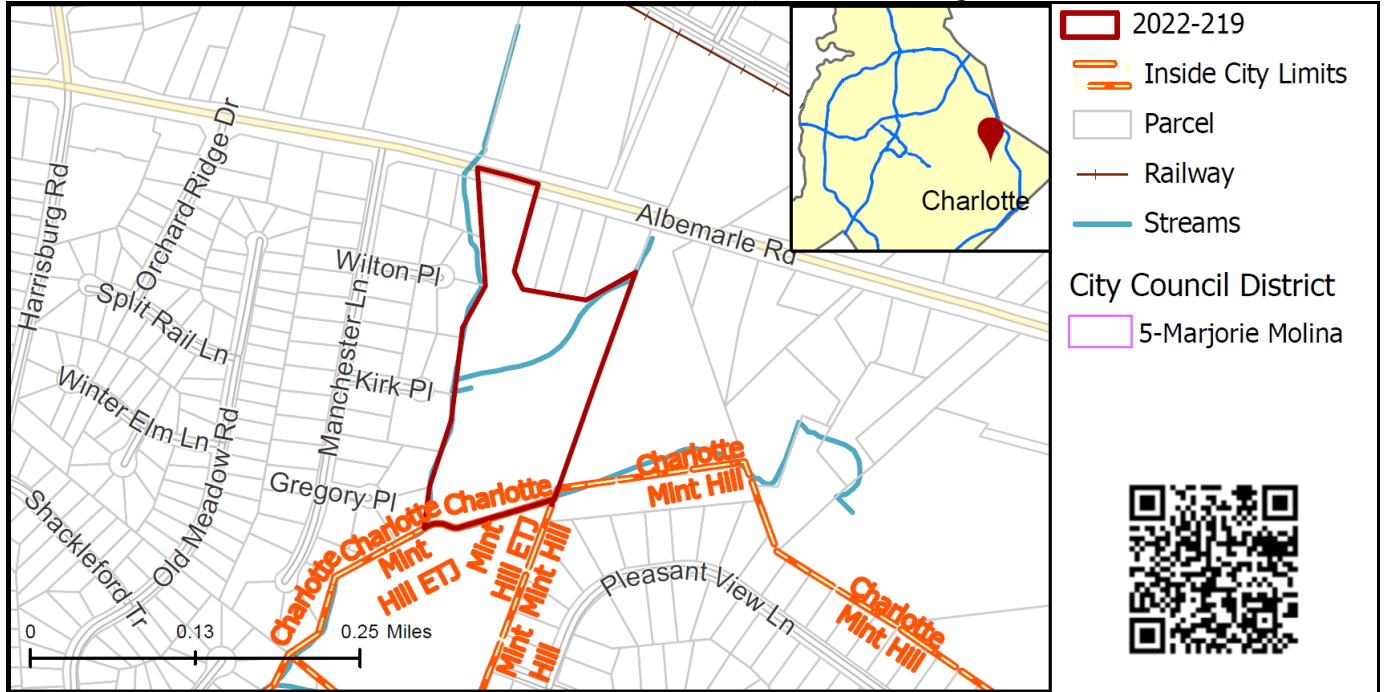 Harrisburg Rd
Orchard Ridge Dr
Split Rail Ln
Winter Elm Ln
Shackleford Tr
Old Meadow Rd
Manchester Ln
Wilton Pl
Kirk Pl
Gregory Pl
Albemarle Rd
Pleasant View Ln
Charlotte
Charlotte
Charlotte
Mint
Hill ETJ
Mint
Hill ETJ
Mint Hill
Mint
Hill
Charlotte
Mint Hill
Charlotte
Mint Hill
0
0.13
0.25 Miles
Charlotte
2022-219
Inside City Limits
Parcel
Railway
Streams
City Council District
5-Marjorie Molina